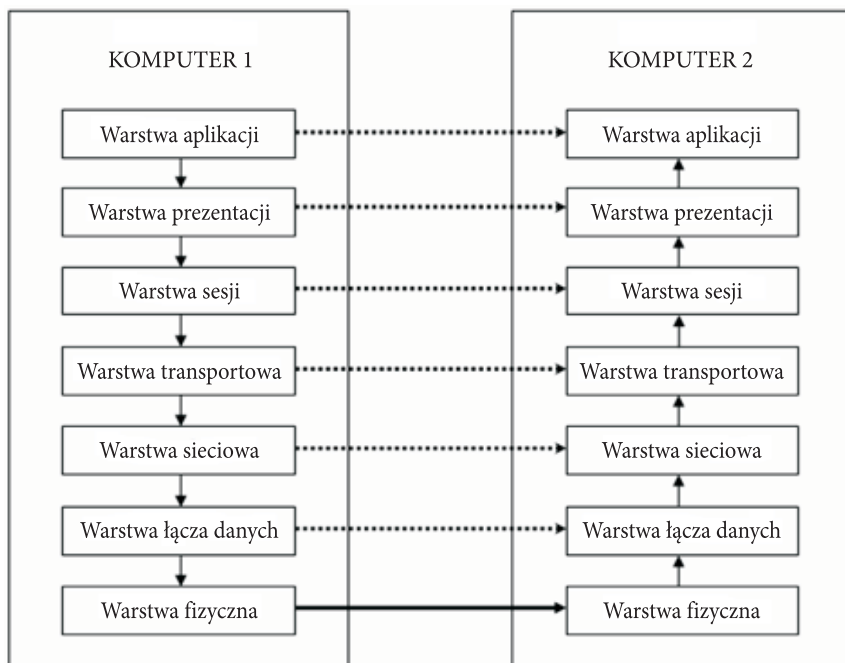 KOMPUTER 1
Warstwa aplikacji
Warstwa prezentacji
Warstwa sesji
Warstwa transportowa
Warstwa sieciowa
Warstwa łącza danych
Warstwa fizyczna
KOMPUTER 2
Warstwa aplikacji
Warstwa prezentacji
Warstwa sesji
Warstwa transportowa
Warstwa sieciowa
Warstwa łącza danych
Warstwa fizyczna